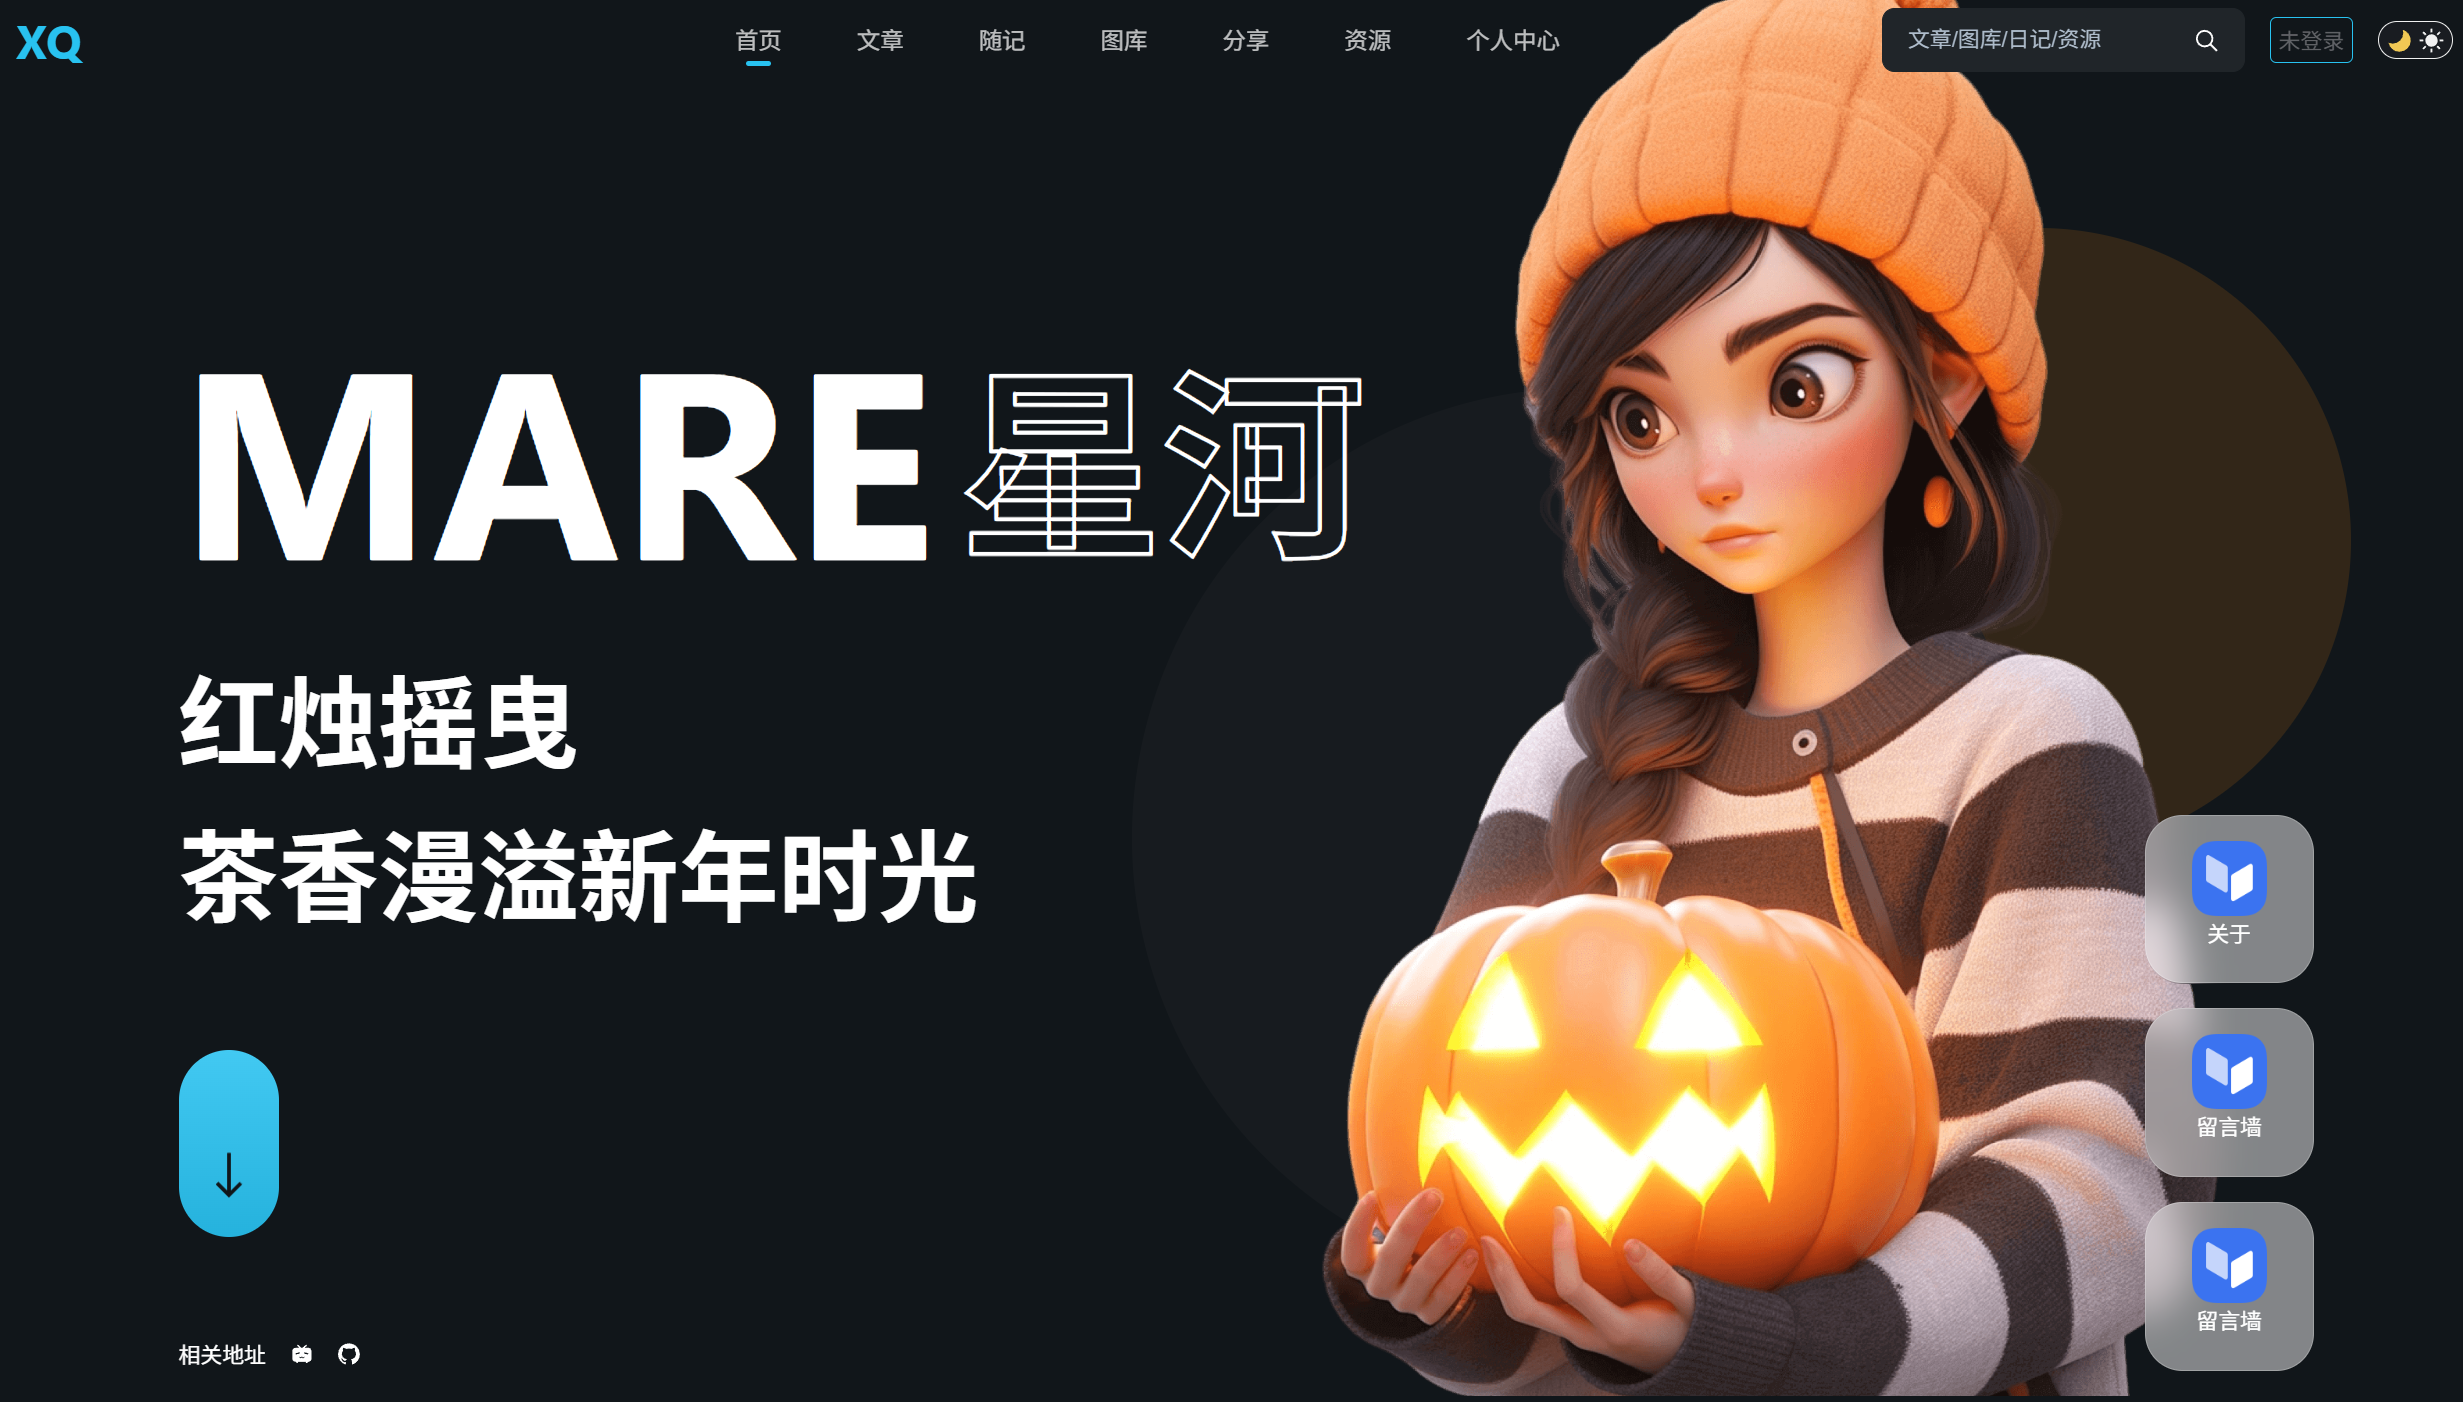 XQ
首页 文章 随记 图库 分享 资源 个人中心
文章/图库/日记/资源
未登录
MARE 星河
红烛摇曳
茶香漫溢新年时光
关于
留言墙
留言墙
相关地址